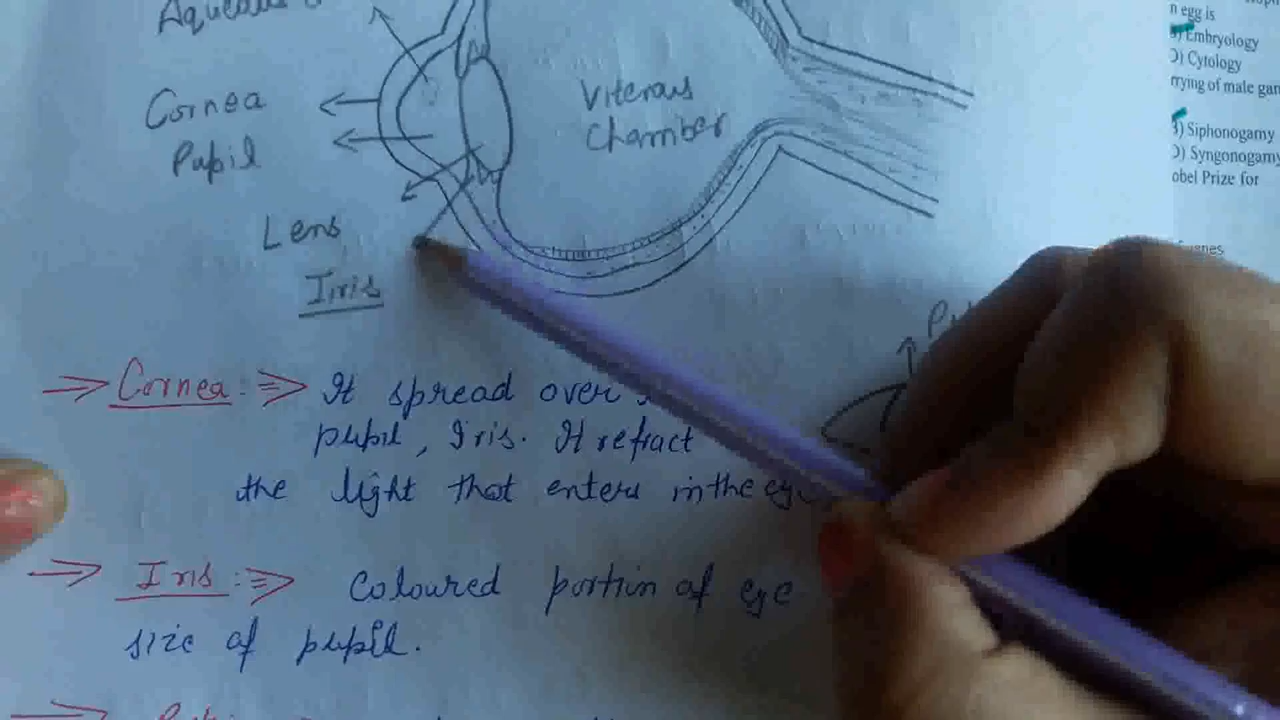 Aqueous
Cornea
Pupil
Viterous
Chamber
Lens
Iris
⇒ Cornea :⇒ It spread over
pupil, Iris. It refract
the light that enters in the eye
⇒ Iris :⇒ Coloured portion of eye
size of pupil.
n egg is
B) Embryology
D) Cytology
rrying of male gam
B) Siphonogamy
D) Syngonogamy
obel Prize for